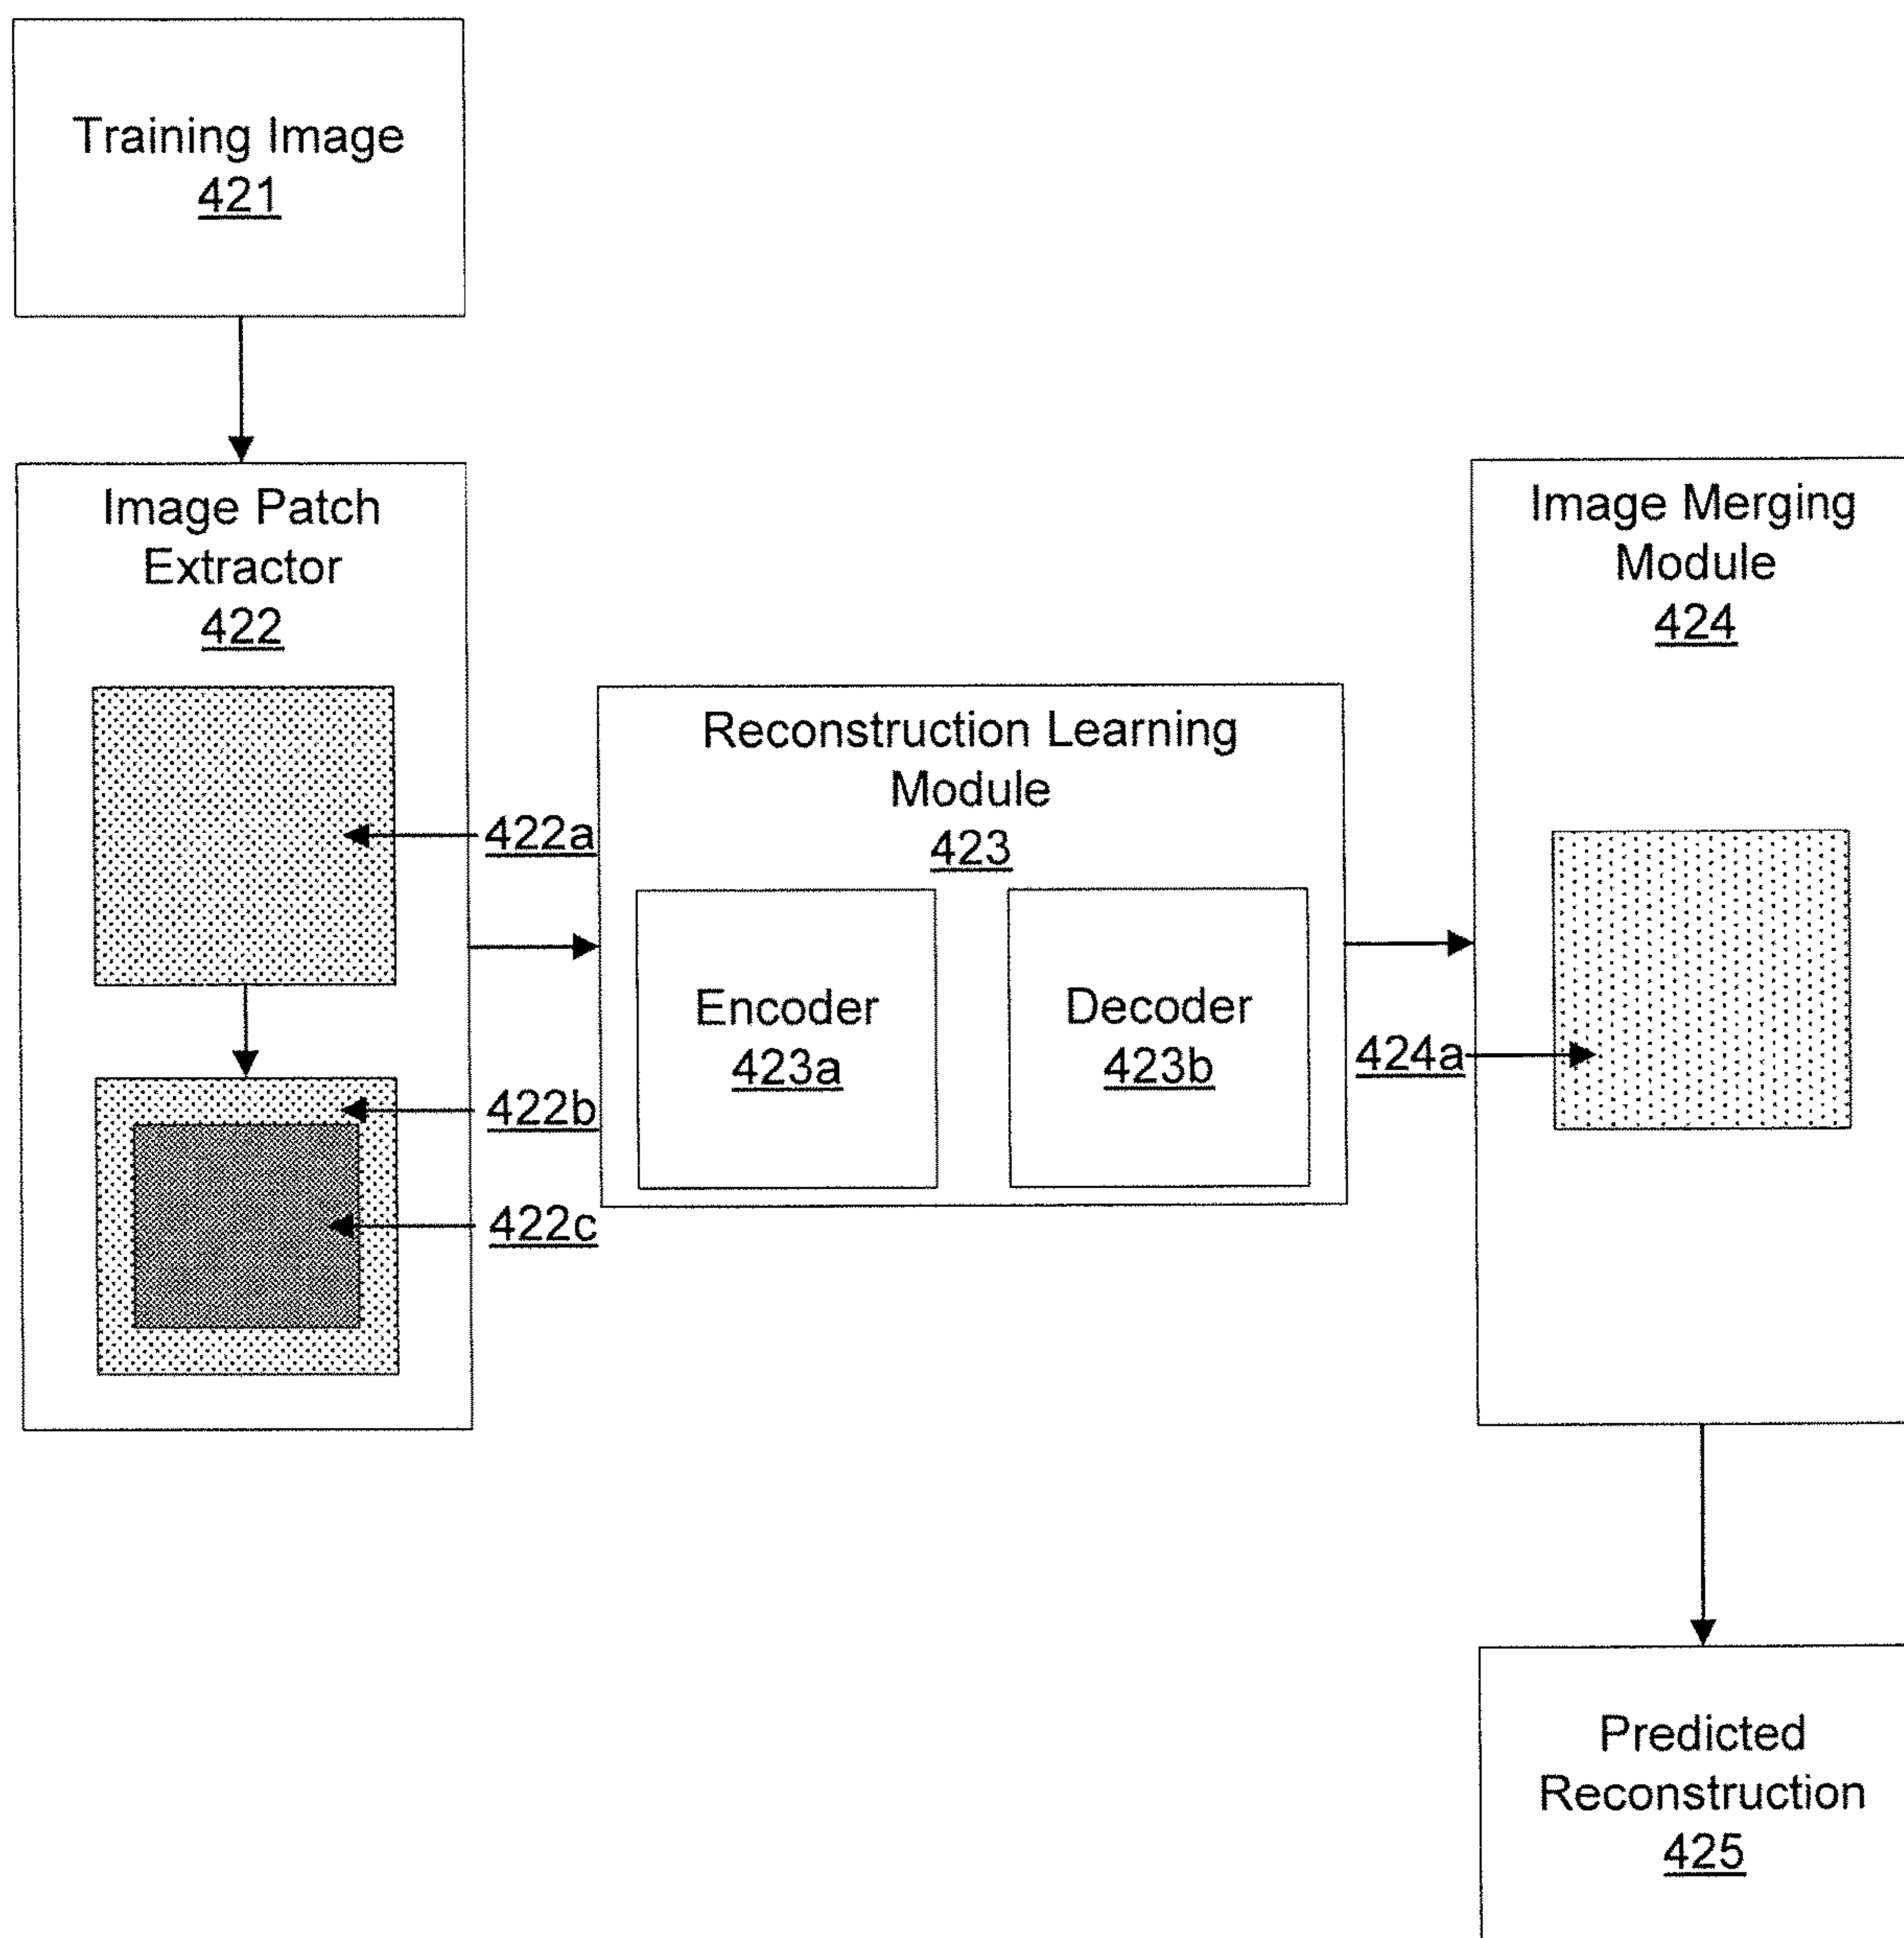 Training Image
421
Image Patch
Extractor
422
422a
422b
422c
Reconstruction Learning
Module
423
Encoder
423a
Decoder
423b
Image Merging
Module
424
424a
Predicted
Reconstruction
425